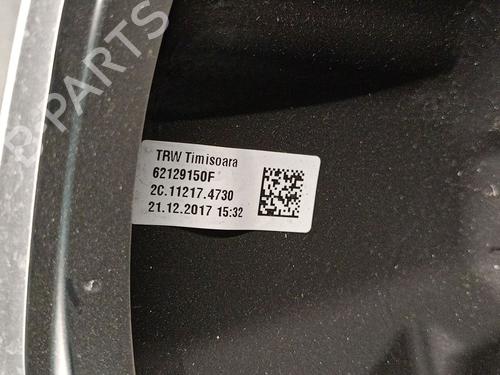 B-PARTS
TRW Timisoara
62129150F
2C.11217.4730
21.12.2017 15:32